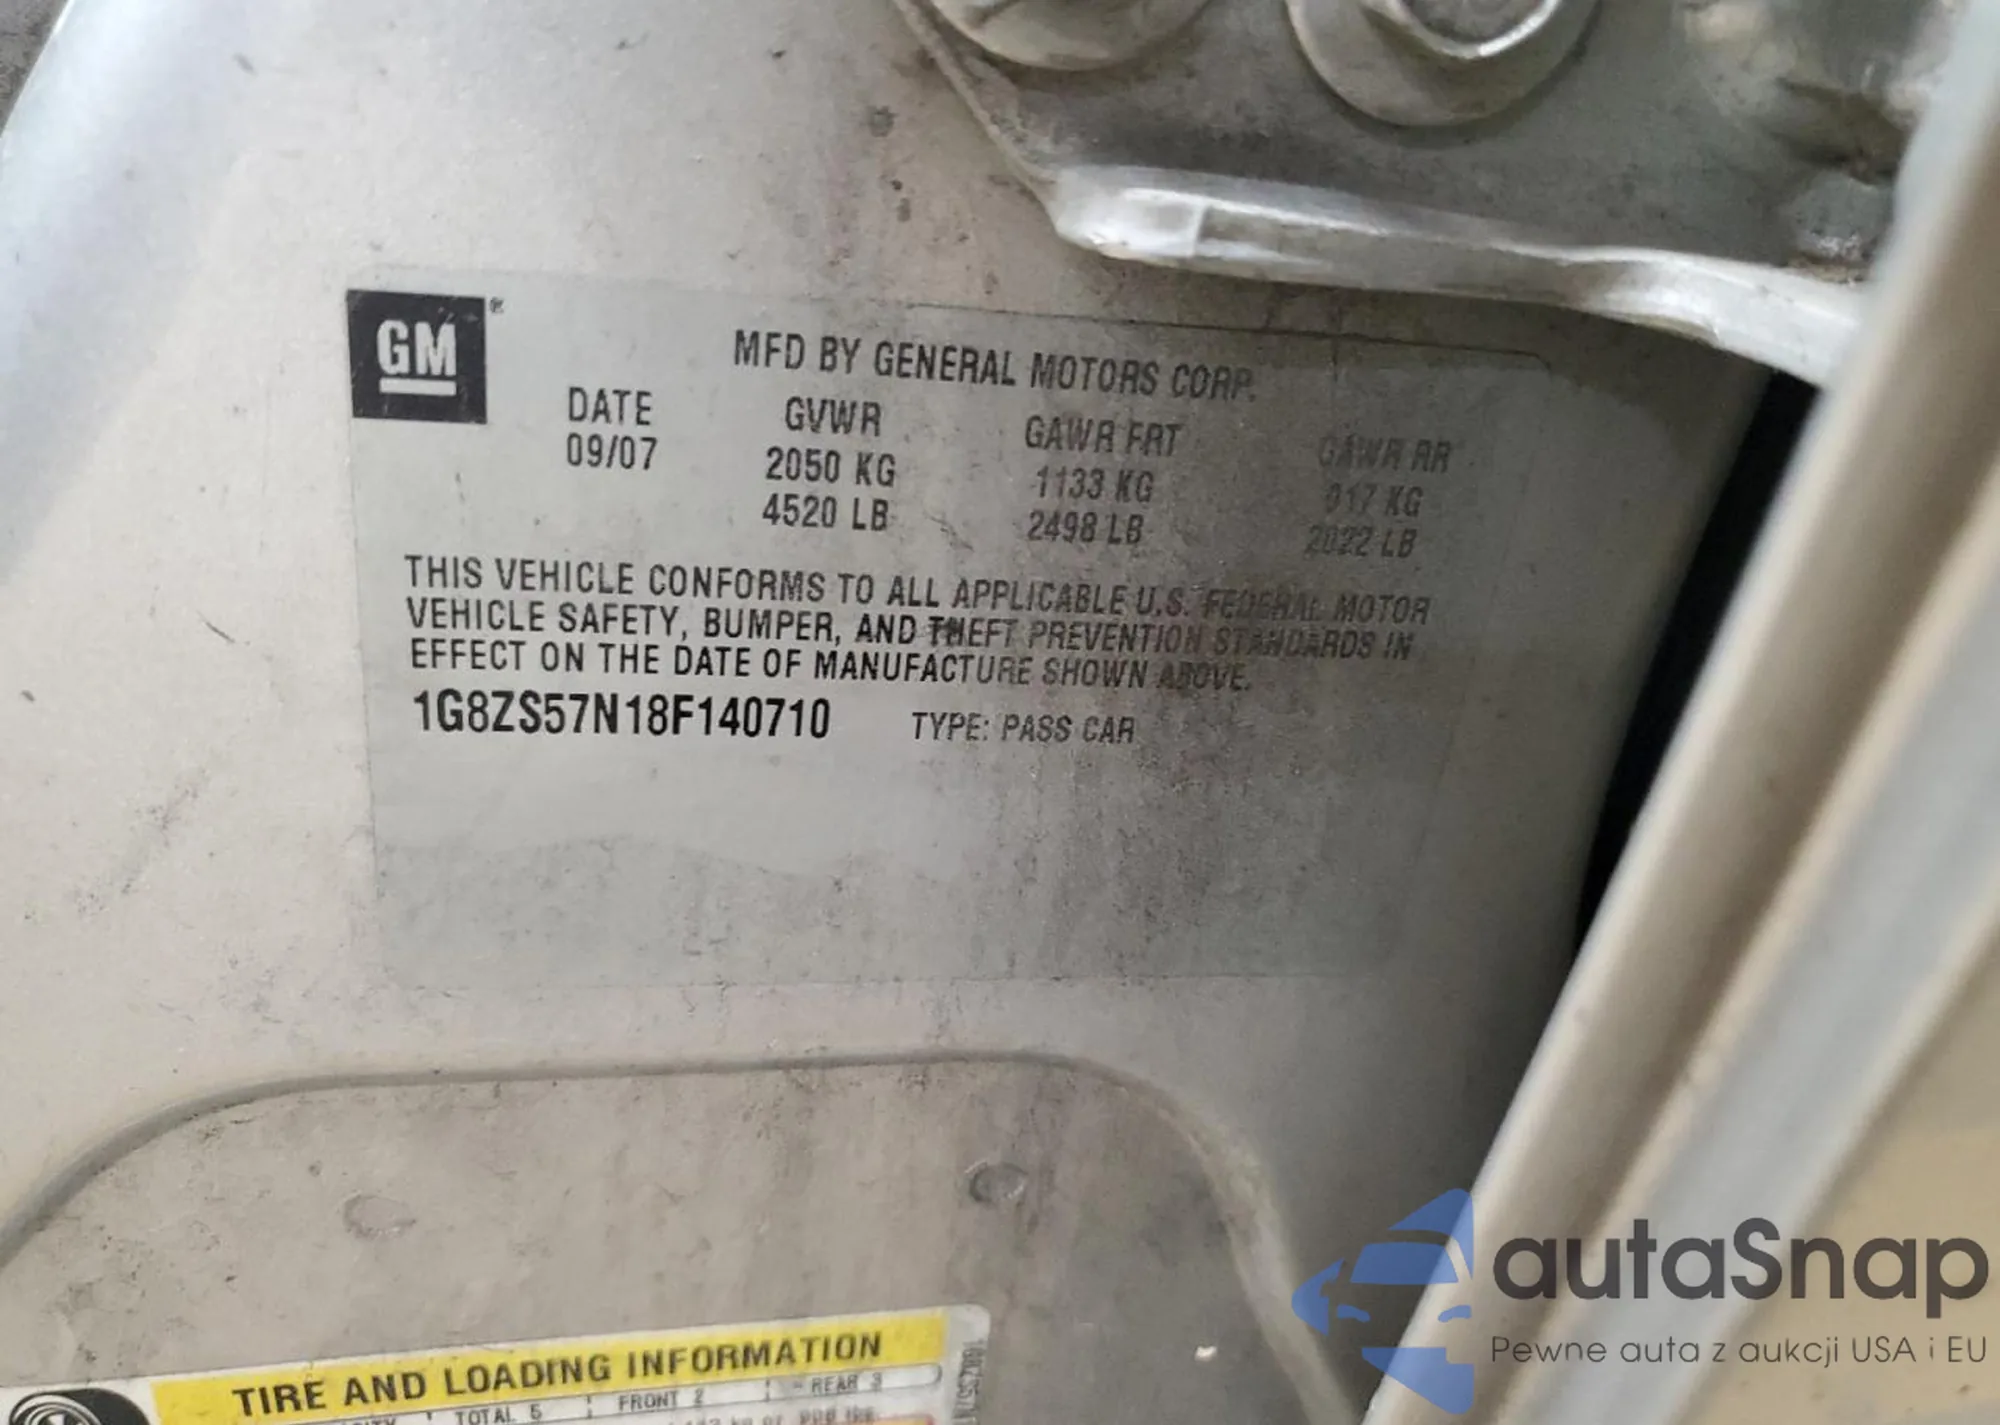 GM®
MFD BY GENERAL MOTORS CORP.
DATE GVWR GAWR FRT GAWR RR
09/07 2050 KG 1133 KG 917 KG
4520 LB 2498 LB 2022 LB
THIS VEHICLE CONFORMS TO ALL APPLICABLE U.S. FEDERAL MOTOR
VEHICLE SAFETY, BUMPER, AND THEFT PREVENTION STANDARDS IN
EFFECT ON THE DATE OF MANUFACTURE SHOWN ABOVE.
1G8ZS57N18F140710 TYPE: PASS CAR
TIRE AND LOADING INFORMATION
TOTAL 5 FRONT 2 REAR 3
autaSnap
Pewne auta z aukcji USA i EU